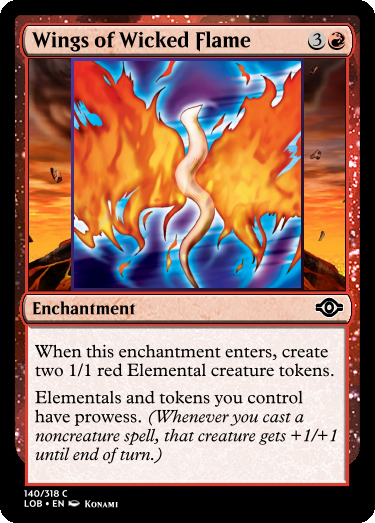 Wings of Wicked Flame 3
Enchantment
When this enchantment enters, create
two 1/1 red Elemental creature tokens.
Elementals and tokens you control
have prowess. (Whenever you cast a
noncreature spell, that creature gets +1/+1
until end of turn.)
140/318 C
LOB • EN Konami